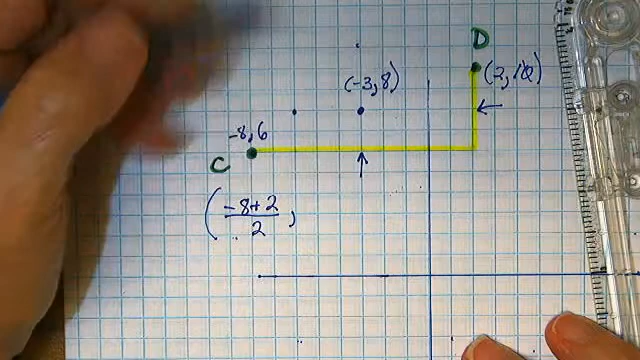 D
(-3,8)
(2,10)
-8,6
C
(-8+2
2 ,